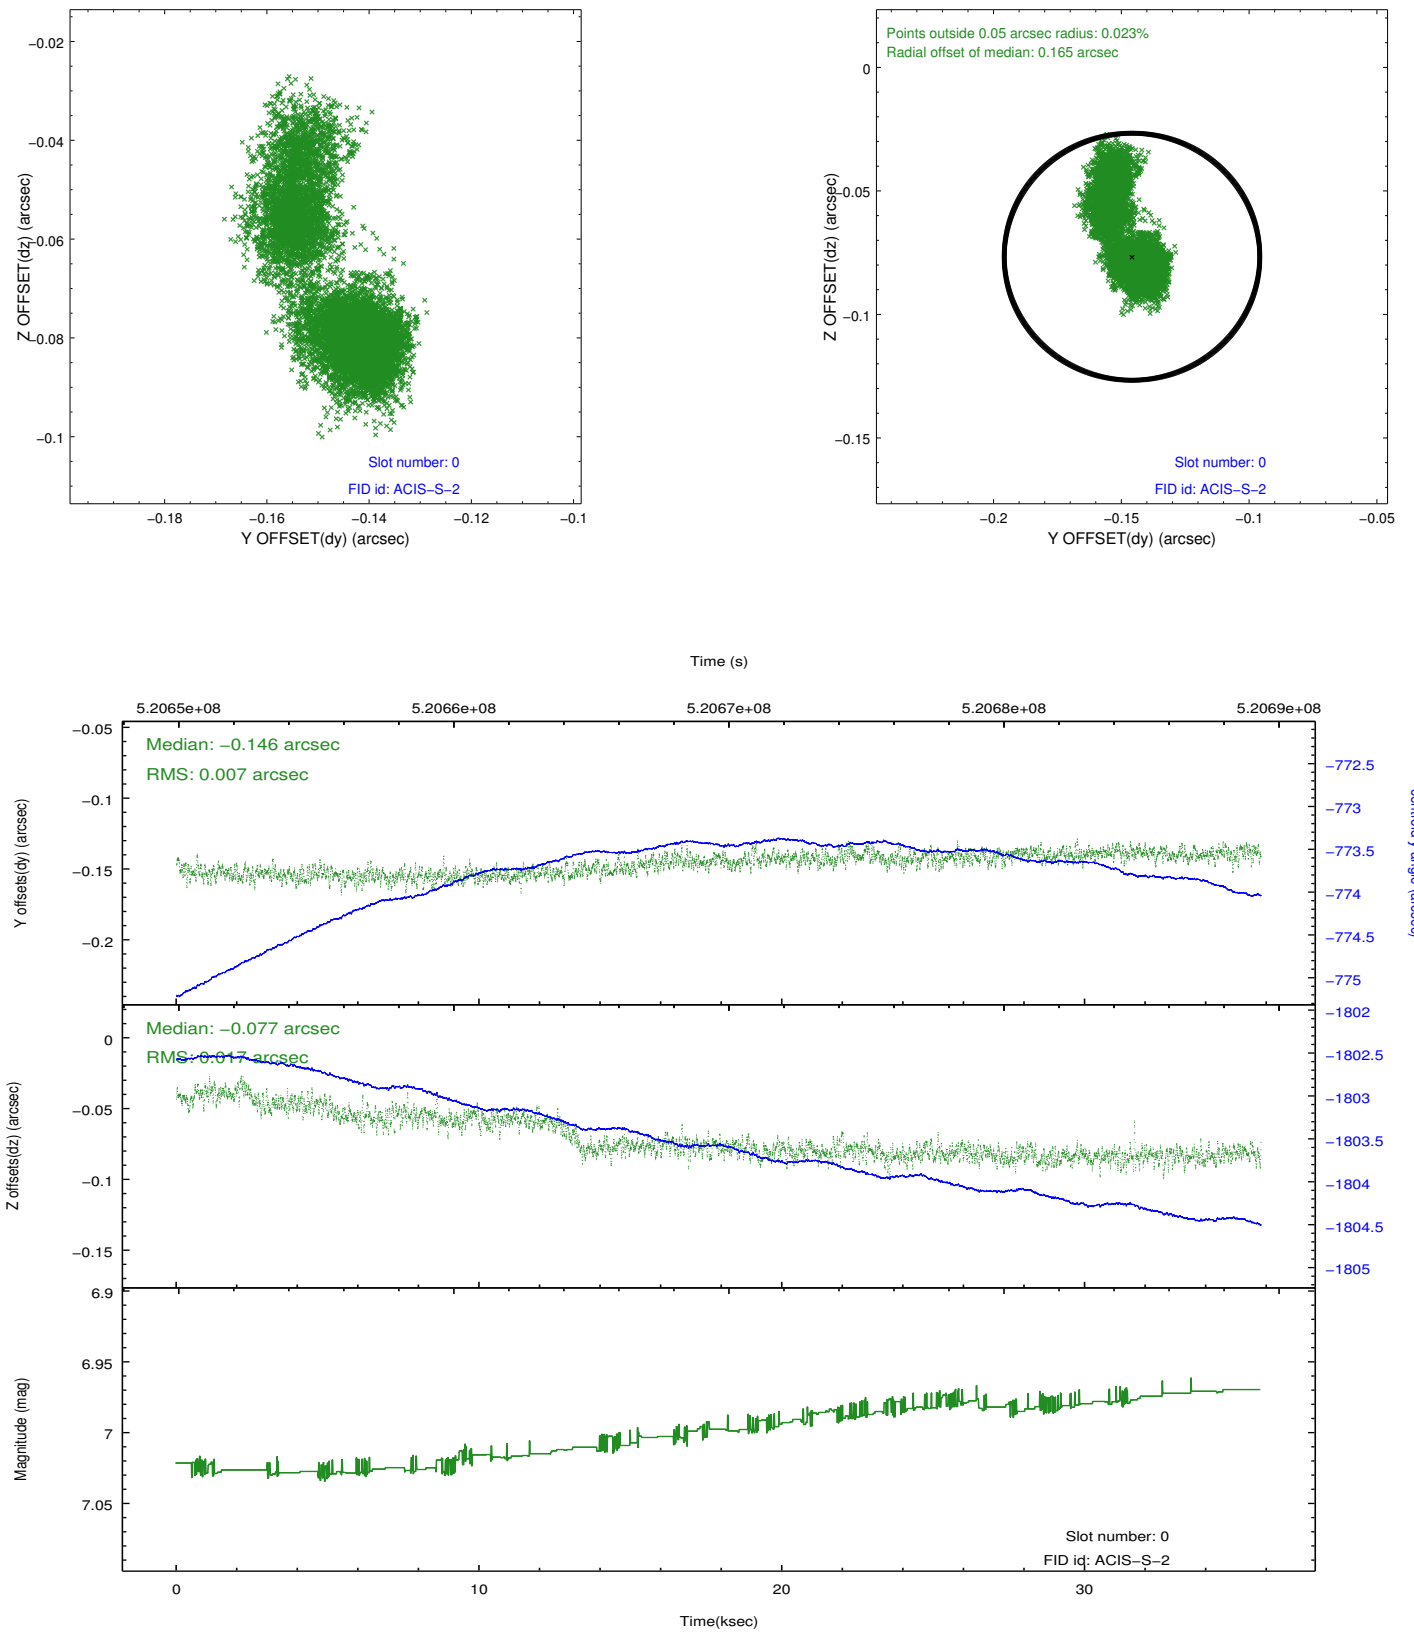 −0.02
−0.04
−0.06
−0.08
−0.1
Z OFFSET(dz) (arcsec)
−0.18
−0.16
−0.14
−0.12
−0.1
Y OFFSET(dy) (arcsec)
Slot number: 0
FID id: ACIS−S−2
Points outside 0.05 arcsec radius: 0.023%
Radial offset of median: 0.165 arcsec
0
−0.05
−0.1
−0.15
Z OFFSET(dz) (arcsec)
−0.2
−0.15
−0.1
−0.05
Y OFFSET(dy) (arcsec)
Slot number: 0
FID id: ACIS−S−2
Time (s)
5.2065e+08
5.2066e+08
5.2067e+08
5.2068e+08
5.2069e+08
Median: −0.146 arcsec
RMS: 0.007 arcsec
−0.05
−0.1
−0.15
−0.2
Y offsets(dy) (arcsec)
−772.5
−773
−773.5
−774
−774.5
−775
Median: −0.077 arcsec
RMS: 0.017 arcsec
0
−0.05
−0.1
−0.15
Z offsets(dz) (arcsec)
−1802
−1802.5
−1803
−1803.5
−1804
−1804.5
−1805
6.9
6.95
7
7.05
Magnitude (mag)
Slot number: 0
FID id: ACIS−S−2
0
10
20
30
Time(ksec)